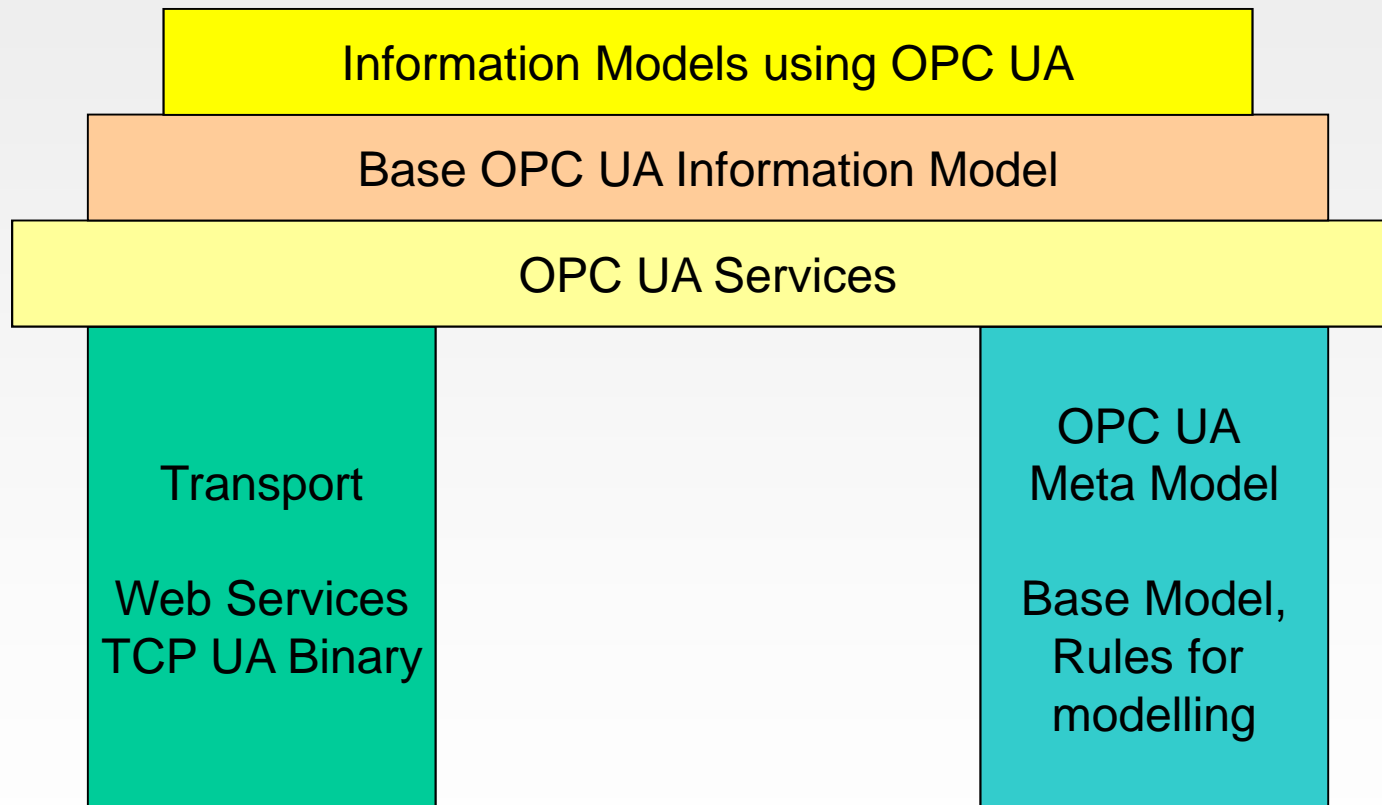 Information Models using OPC UA
Base OPC UA Information Model
OPC UA Services
Transport
Web Services
TCP UA Binary
OPC UA
Meta Model
Base Model,
Rules for
modelling